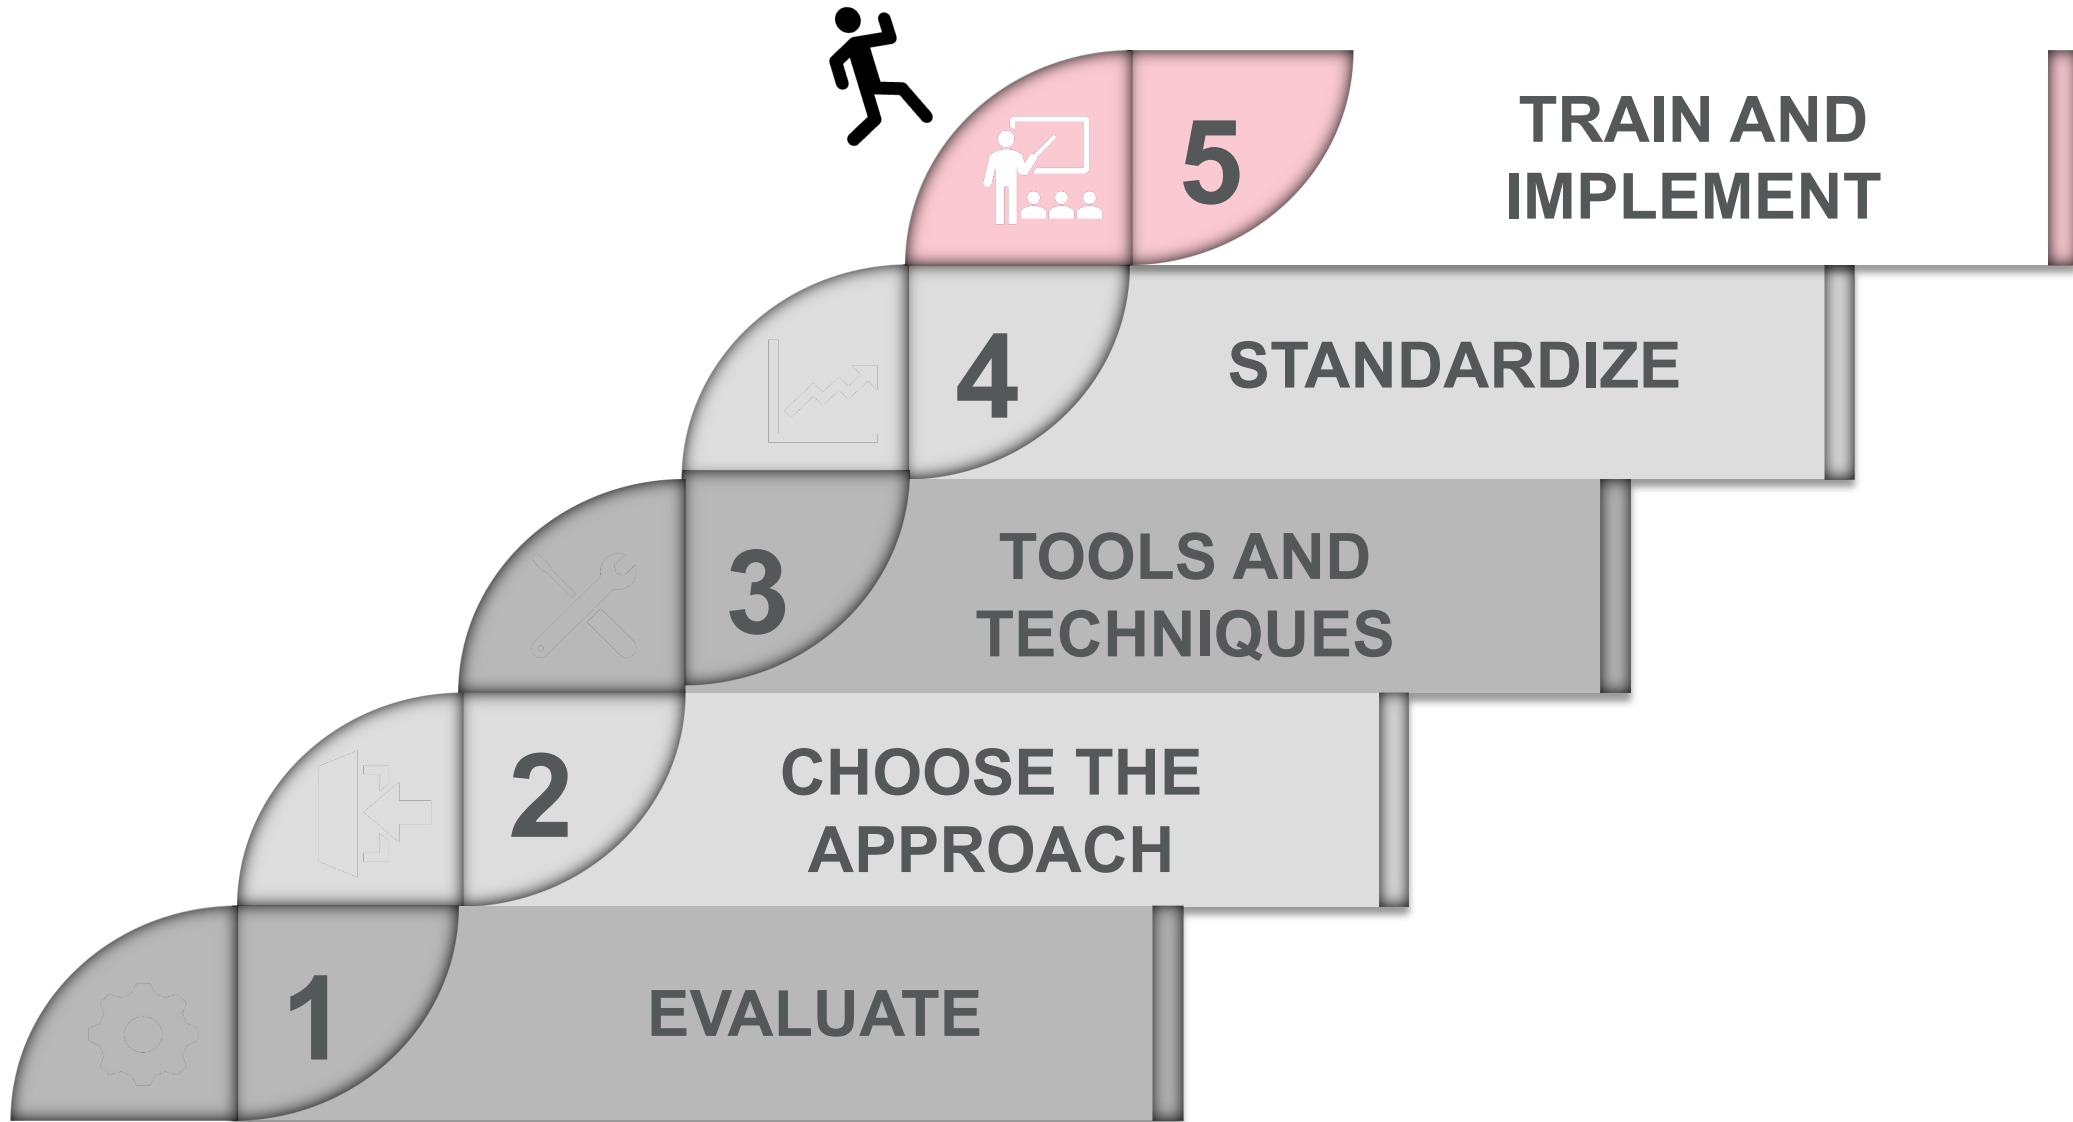 5
TRAIN AND
IMPLEMENT
4
STANDARDIZE
3
TOOLS AND
TECHNIQUES
2
CHOOSE THE
APPROACH
1
EVALUATE